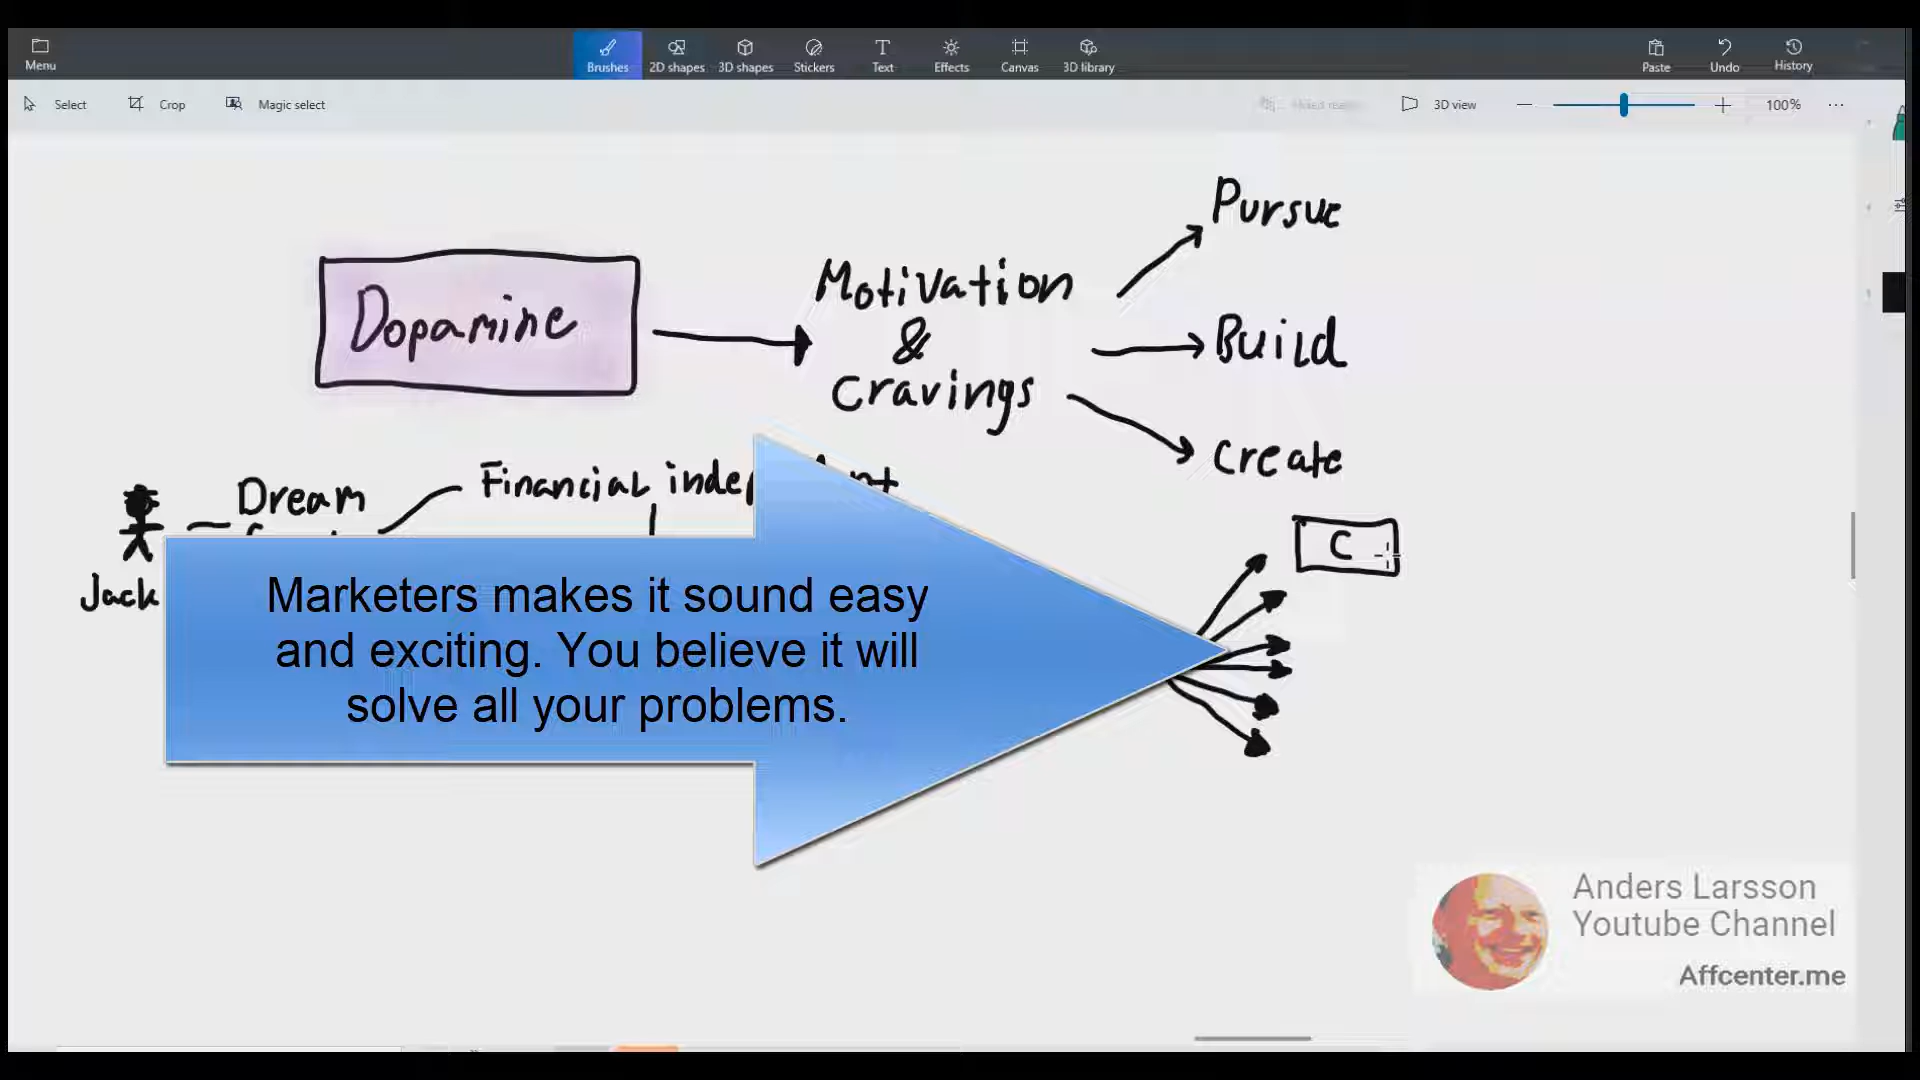 Menu
Brushes
2D shapes
3D shapes
Stickers
Text
Effects
Canvas
3D library
Paste
Undo
History
Select
Crop
Magic select
3D view
100%
Pursue
Dopamine
Motivation
&
Cravings
Build
Create
Dream
Financial
Jack
C
Marketers makes it sound easy
and exciting. You believe it will
solve all your problems.
Anders Larsson
Youtube Channel
Affcenter.me